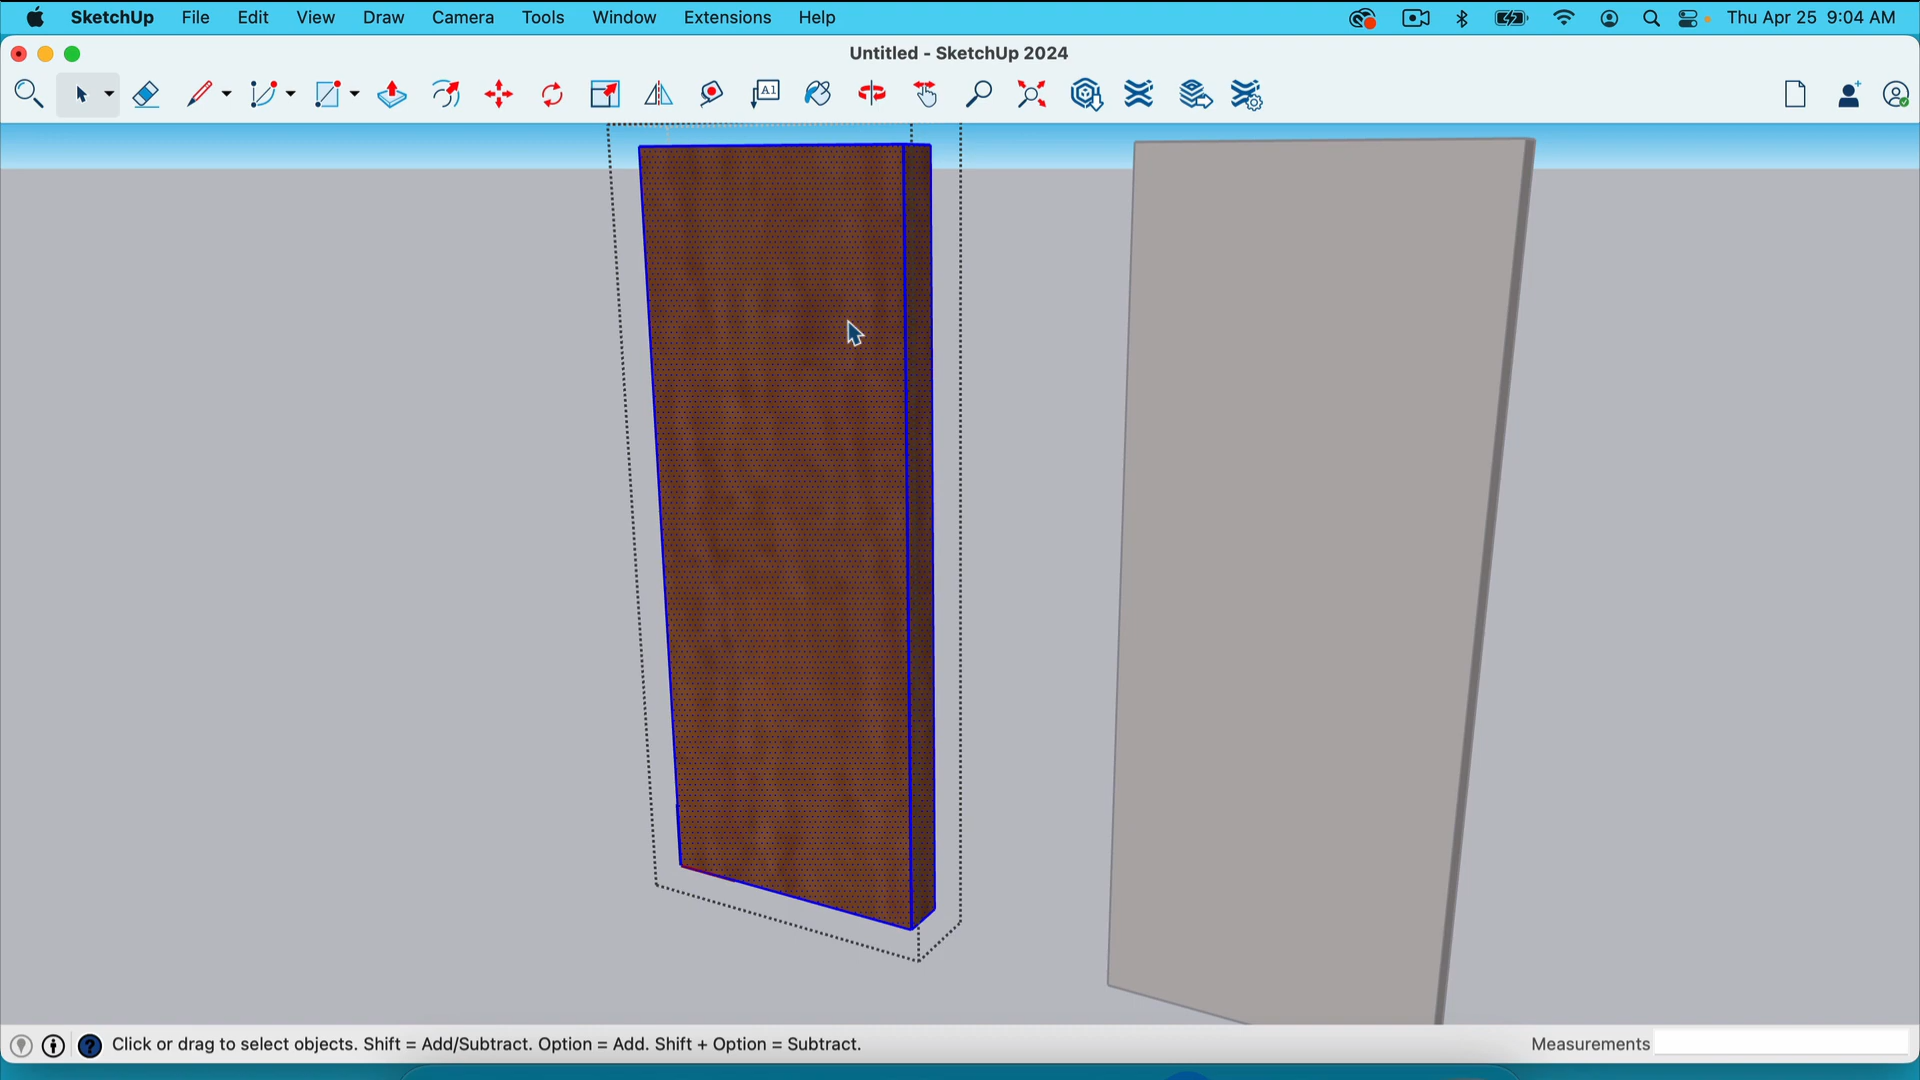 SketchUp File Edit View Draw Camera Tools Window Extensions Help Thu Apr 25 9:04 AM
Untitled - SketchUp 2024
A1
Click or drag to select objects. Shift = Add/Subtract. Option = Add. Shift + Option = Subtract. Measurements